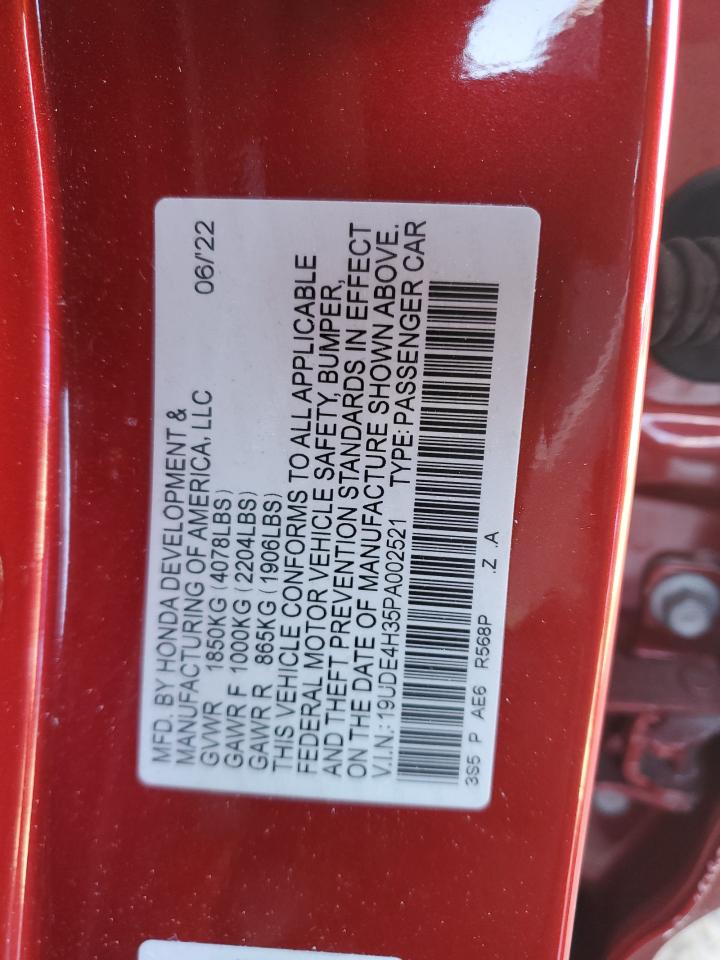 MFD. BY HONDA DEVELOPMENT &
MANUFACTURING OF AMERICA, LLC 06/'22
GVWR 1850KG (4078LBS)
GAWR F 1000KG (2204LBS)
GAWR R 865KG (1906LBS)
THIS VEHICLE CONFORMS TO ALL APPLICABLE
FEDERAL MOTOR VEHICLE SAFETY, BUMPER,
AND THEFT PREVENTION STANDARDS IN EFFECT
ON THE DATE OF MANUFACTURE SHOWN ABOVE.
V.I.N.: 19UDE4H35PA002521 TYPE: PASSENGER CAR
3S5 P AE6 R568P .Z .A